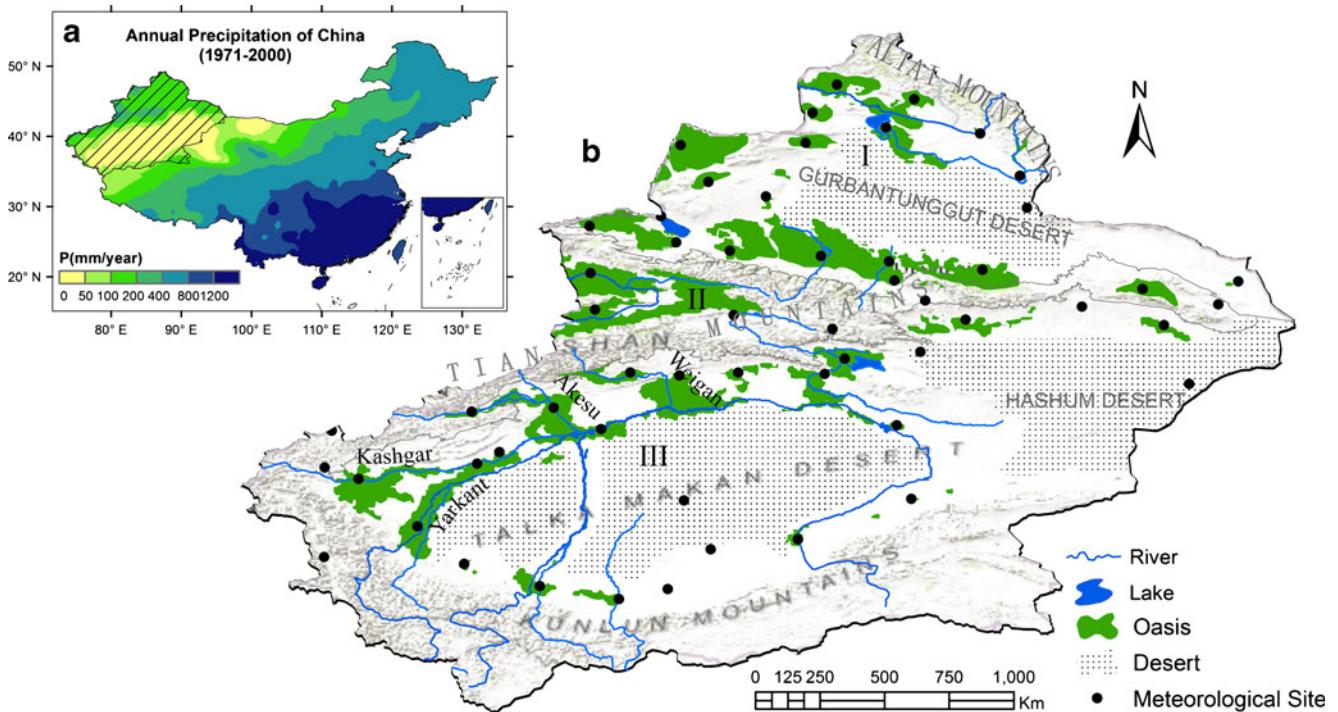 a
Annual Precipitation of China
(1971-2000)
50° N
40° N
30° N
20° N
P(mm/year)
0 50 100 200 400 800 1200
80° E 90° E 100° E 110° E 120° E 130° E
b
N
ALTAI MOUNTAINS
I
GURBANTUNGGUT DESERT
II
TIAN SHAN MOUNTAINS
Weigan
Akesu
HASHUM DESERT
Kashgar
III
Yarkant
TALKA MAKAN DESERT
KUNLUN MOUNTAINS
River
Lake
Oasis
Desert
Meteorological Site
0 125 250 500 750 1,000
Km